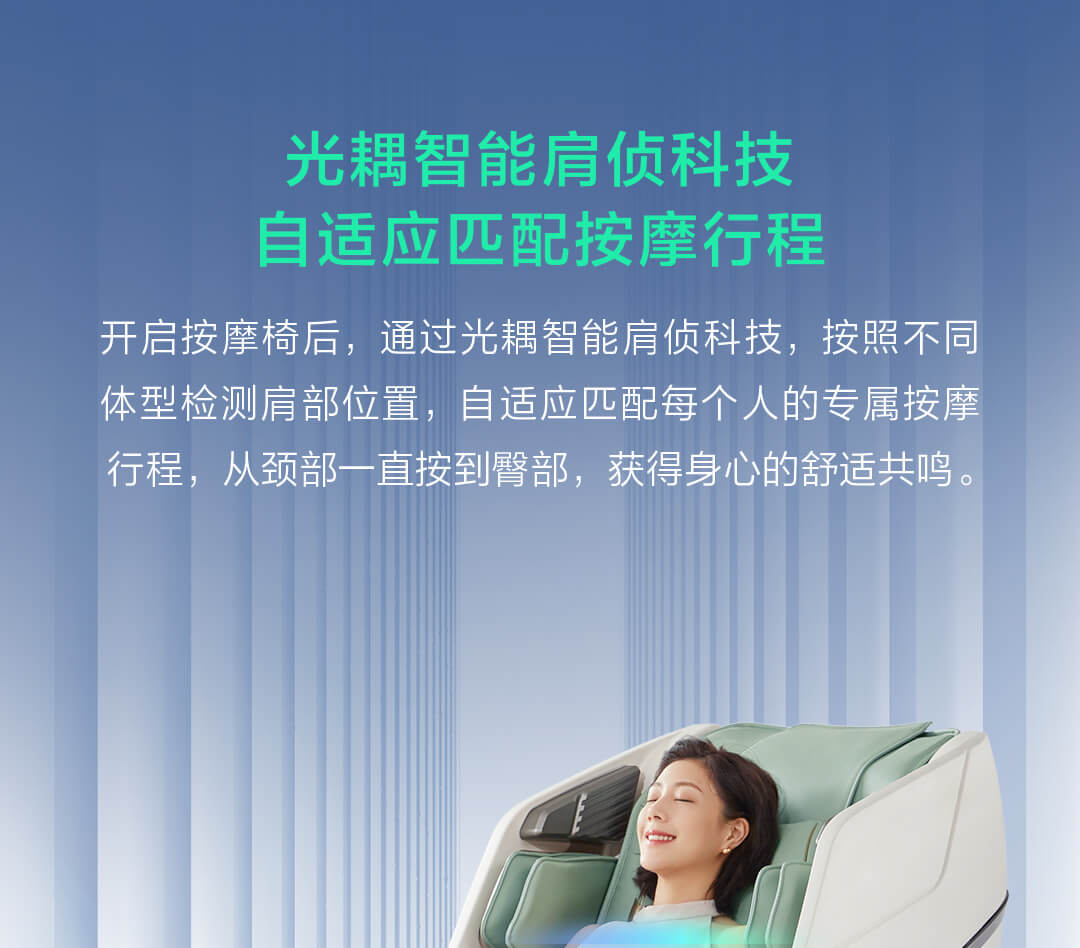 光耦智能肩侦科技
自适应匹配按摩行程
开启按摩椅后，通过光耦智能肩侦科技，按照不同
体型检测肩部位置，自适应匹配每个人的专属按摩
行程，从颈部一直按到臀部，获得身心的舒适共鸣。